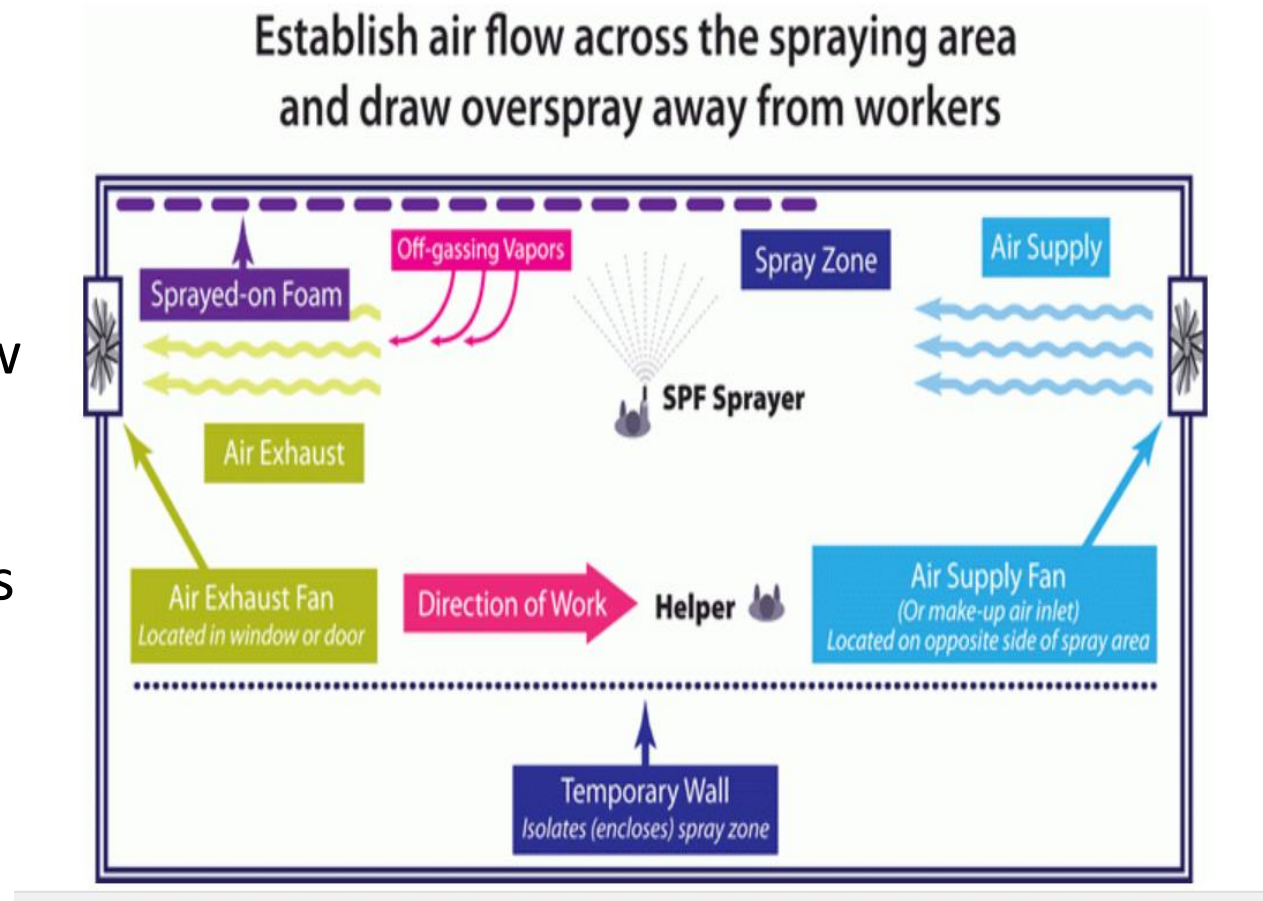 Establish air flow across the spraying area
and draw overspray away from workers
Off-gassing Vapors
Spray Zone
Air Supply
Sprayed-on Foam
w
SPF Sprayer
Air Exhaust
s
Air Exhaust Fan
Located in window or door
Direction of Work
Helper
Air Supply Fan
(Or make-up air inlet)
Located on opposite side of spray area
Temporary Wall
Isolates (encloses) spray zone